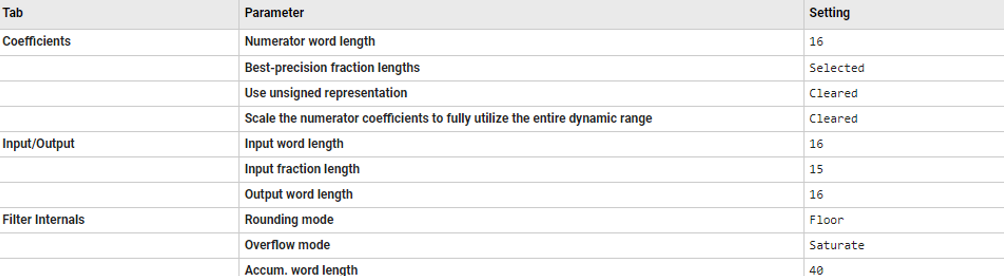 Tab Parameter Setting
Coefficients Numerator word length 16
Best-precision fraction lengths Selected
Use unsigned representation Cleared
Scale the numerator coefficients to fully utilize the entire dynamic range Cleared
Input/Output Input word length 16
Input fraction length 15
Output word length 16
Filter Internals Rounding mode Floor
Overflow mode Saturate
Accum. word length 40